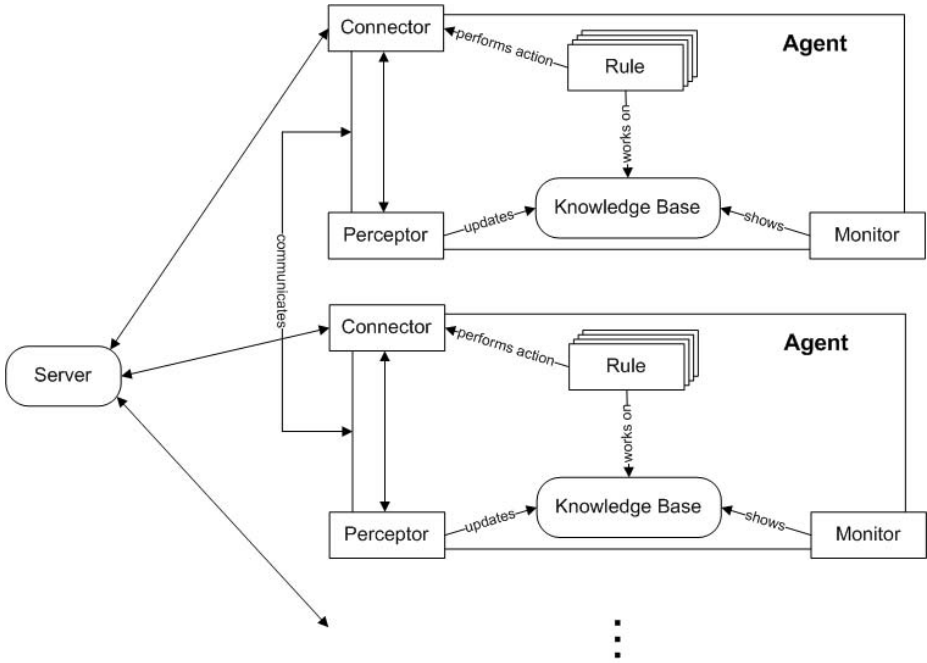 Connector
performs action
Rule
Agent
works on
Knowledge Base
Perceptor
updates
shows
Monitor
communicates
Connector
performs action
Rule
Agent
Server
works on
Knowledge Base
Perceptor
updates
shows
Monitor